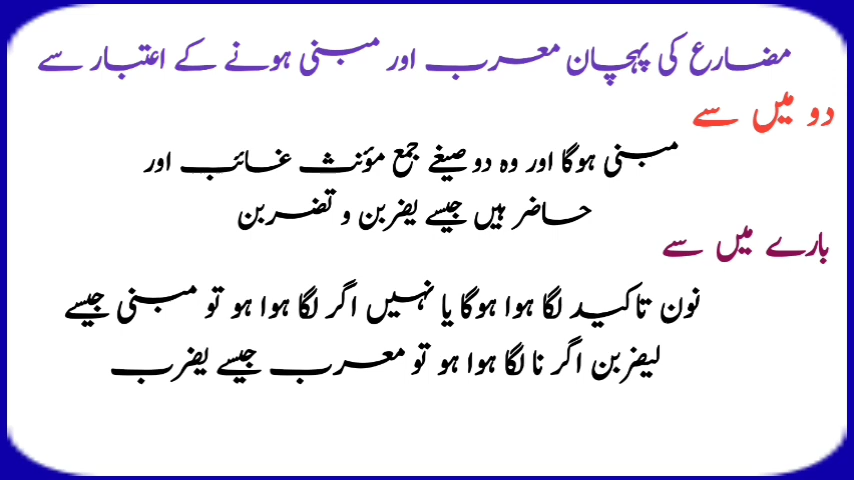 مضارع کی پہچان معرب اور مبنی ہونے کے اعتبار سے
دو میں سے
مبنی ہوگا اور وہ دو صیغے جمع مؤنث غائب اور
حاضر ہیں جیسے یضربن و تضربن
بارے میں سے
نون تاکید لگا ہوا ہوگا یا نہیں اگر لگا ہوا ہو تو مبنی جیسے
لیضربن اگر نا لگا ہوا ہو تو معرب جیسے یضرب